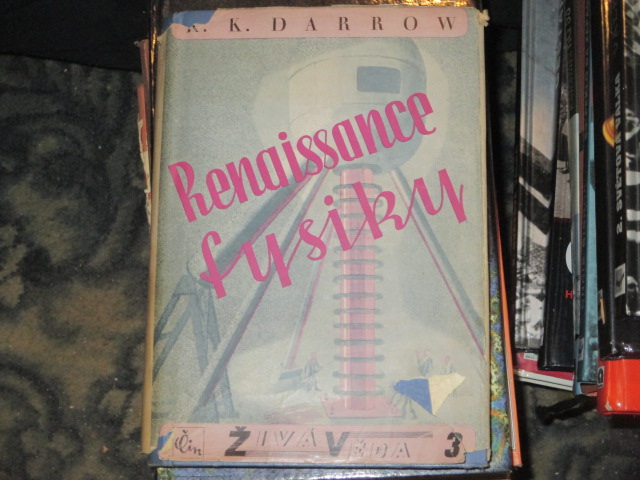 K. K. DARROW
Renaissance
fysiky
Čin ŽIVÁ VĚDA 3